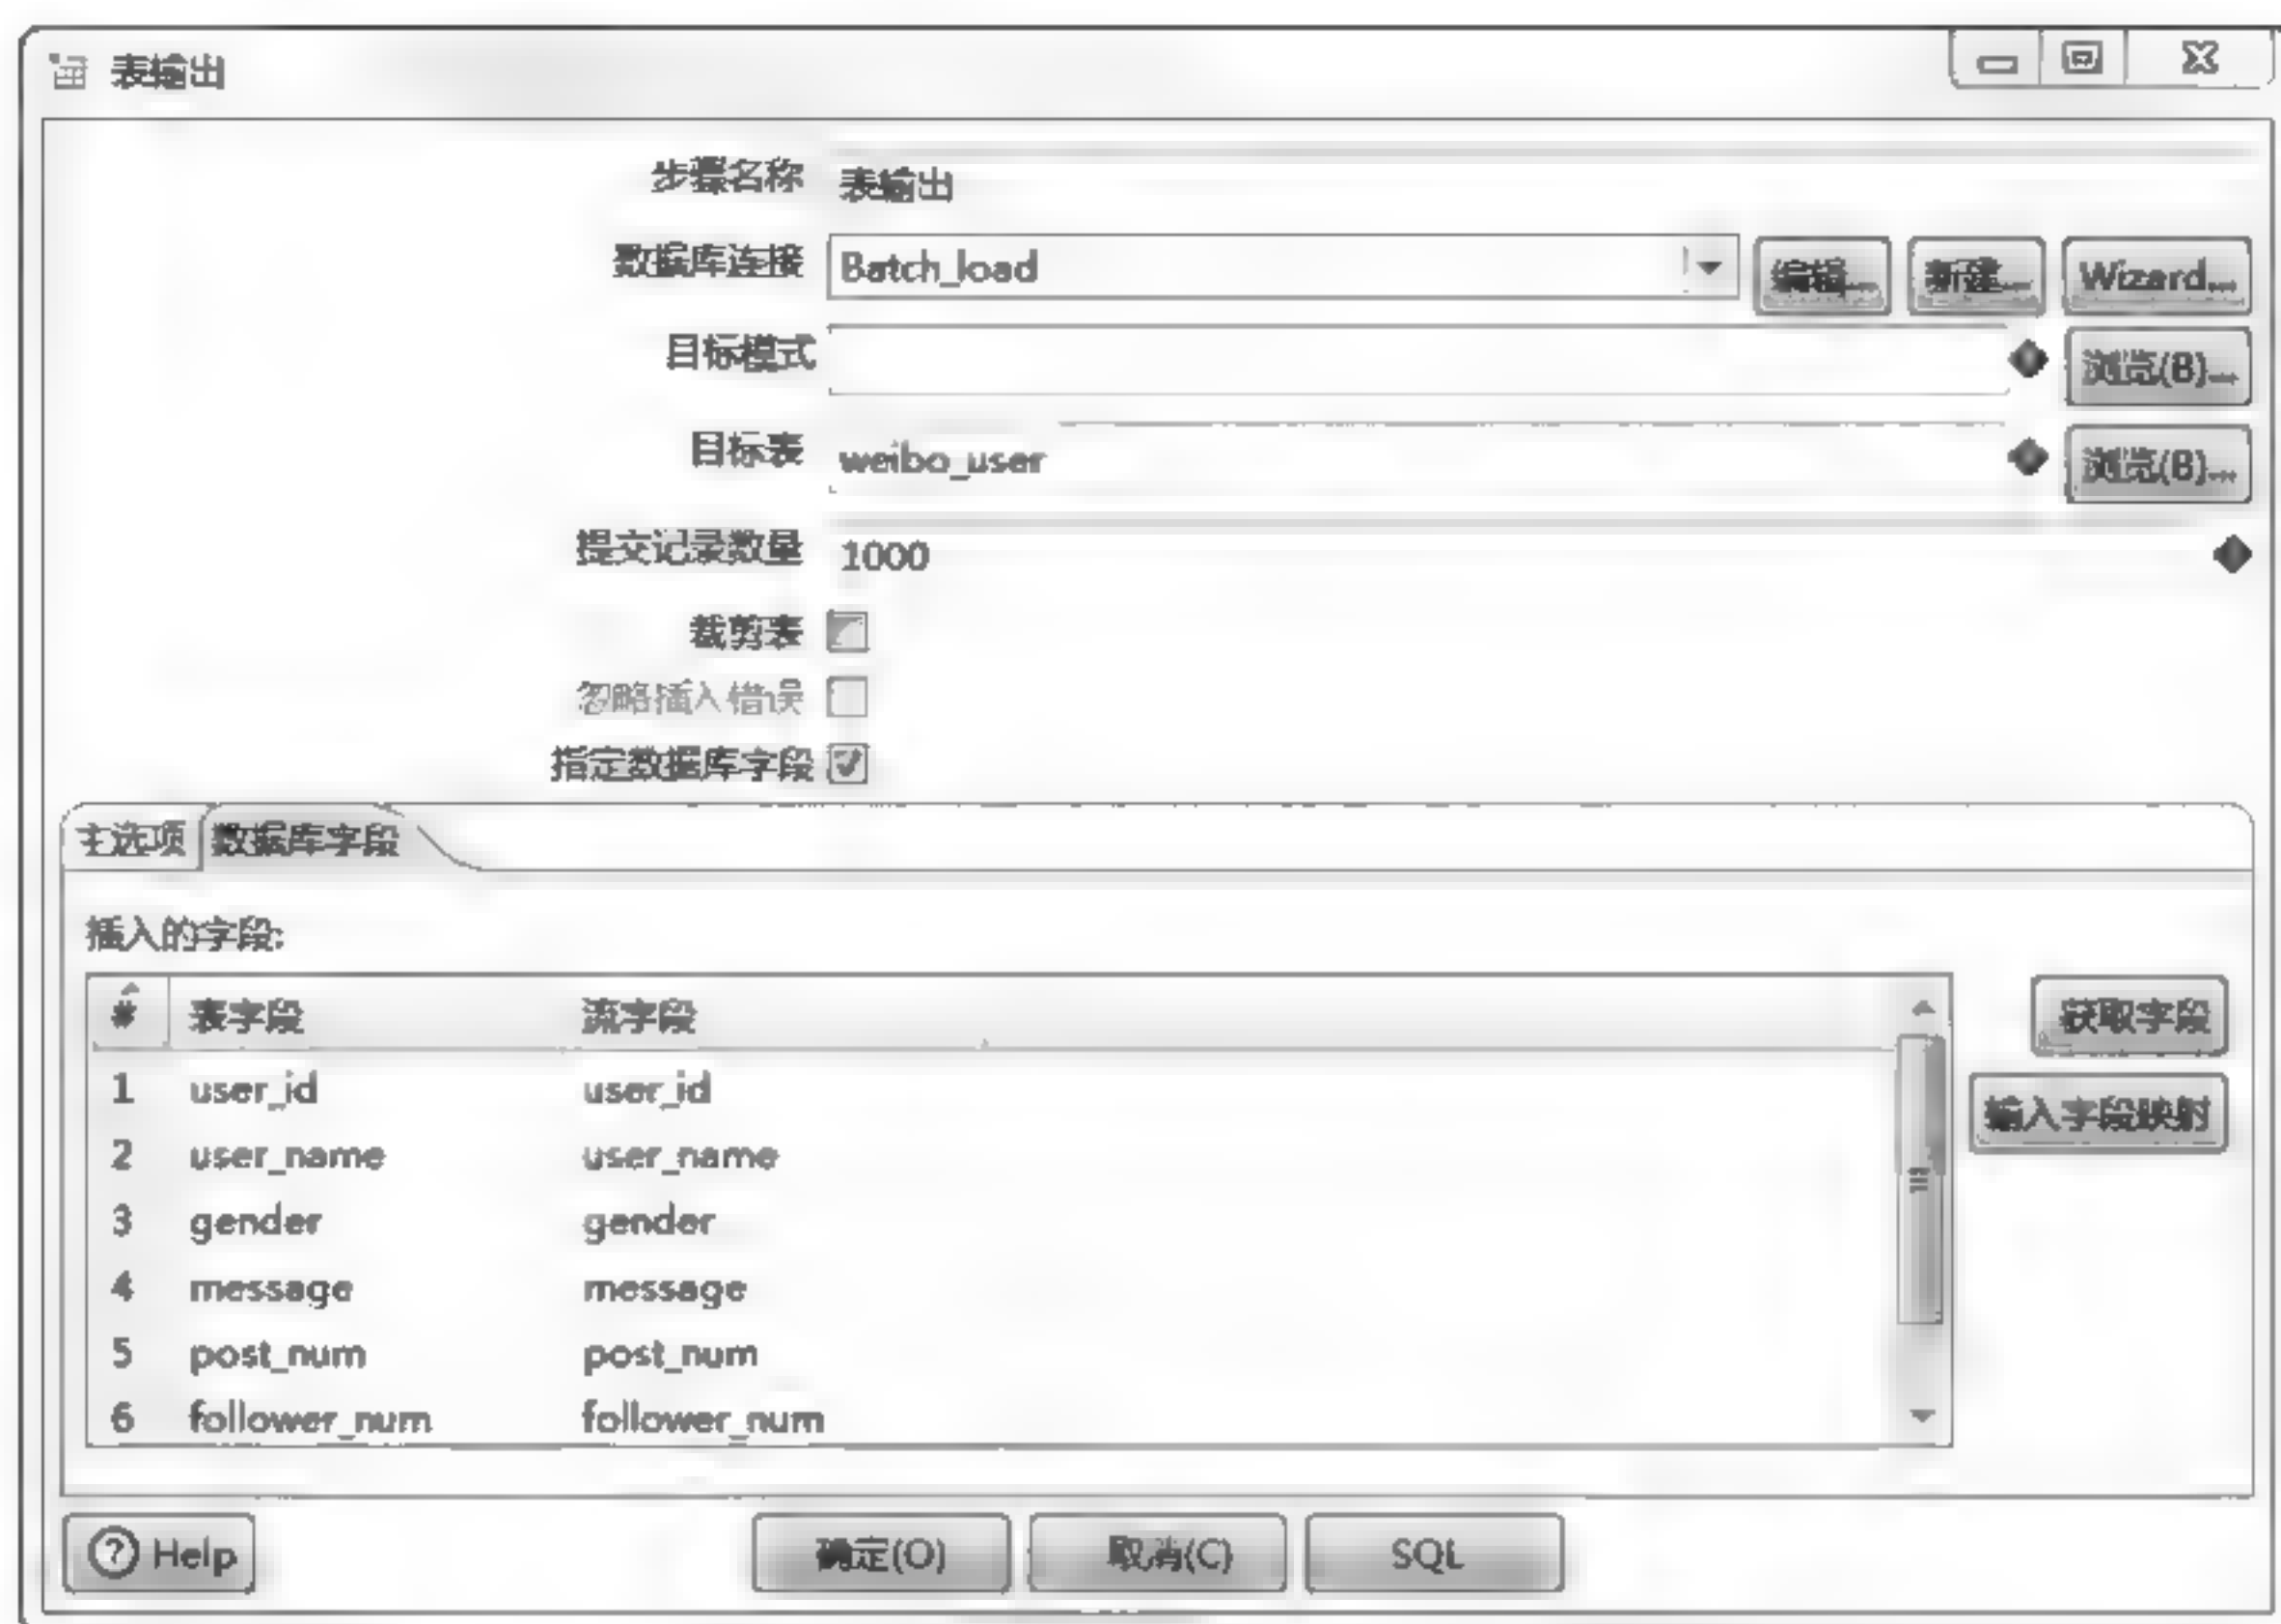 表输出
步骤名称 表输出
数据库连接 Batch_load 编辑... 新建... Wizard...
目标模式 浏览(B)...
目标表 weibo_user 浏览(B)...
提交记录数量 1000
裁剪表
忽略插入错误
指定数据库字段
主选项 数据库字段
插入的字段:
# 表字段 流字段 获取字段
1 user_id user_id
输入字段映射
2 user_name user_name
3 gender gender
4 message message
5 post_num post_num
6 follower_num follower_num
Help 确定(O) 取消(C) SQL